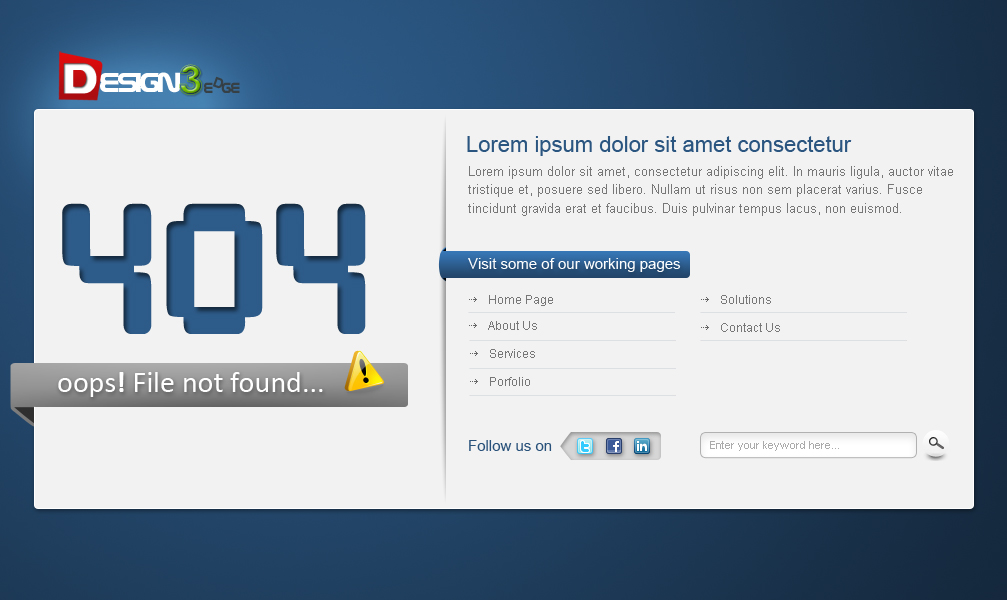 DESIGN3EDGE
404
oops! File not found...
Lorem ipsum dolor sit amet consectetur
Lorem ipsum dolor sit amet, consectetur adipiscing elit. In mauris ligula, auctor vitae
tristique et, posuere sed libero. Nullam ut risus non sem placerat varius. Fusce
tincidunt gravida erat et faucibus. Duis pulvinar tempus lacus, non euismod.
Visit some of our working pages
Home Page
About Us
Services
Porfolio
Solutions
Contact Us
Follow us on
t f in
Enter your keyword here...